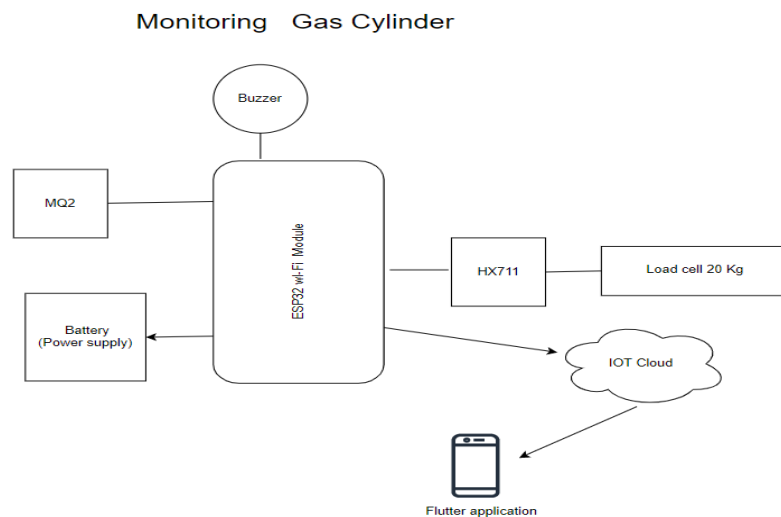 Monitoring Gas Cylinder
Buzzer
MQ2
ESP32 wI-Fi Module
HX711
Load cell 20 Kg
Battery
(Power supply)
IOT Cloud
Flutter application